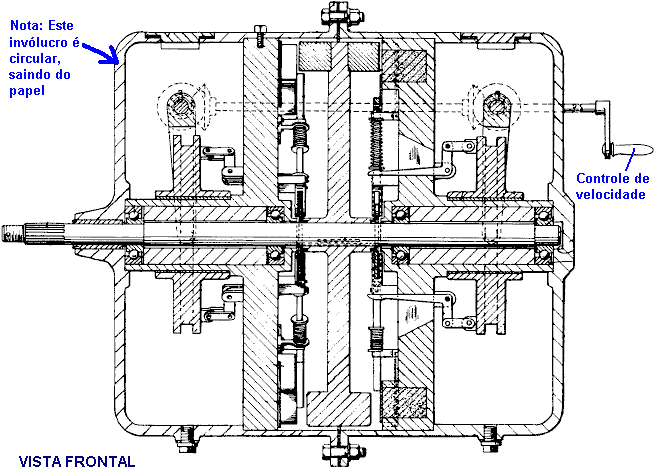 Nota: Este
invólucro é
circular,
saindo do
papel
Controle de
velocidade
VISTA FRONTAL